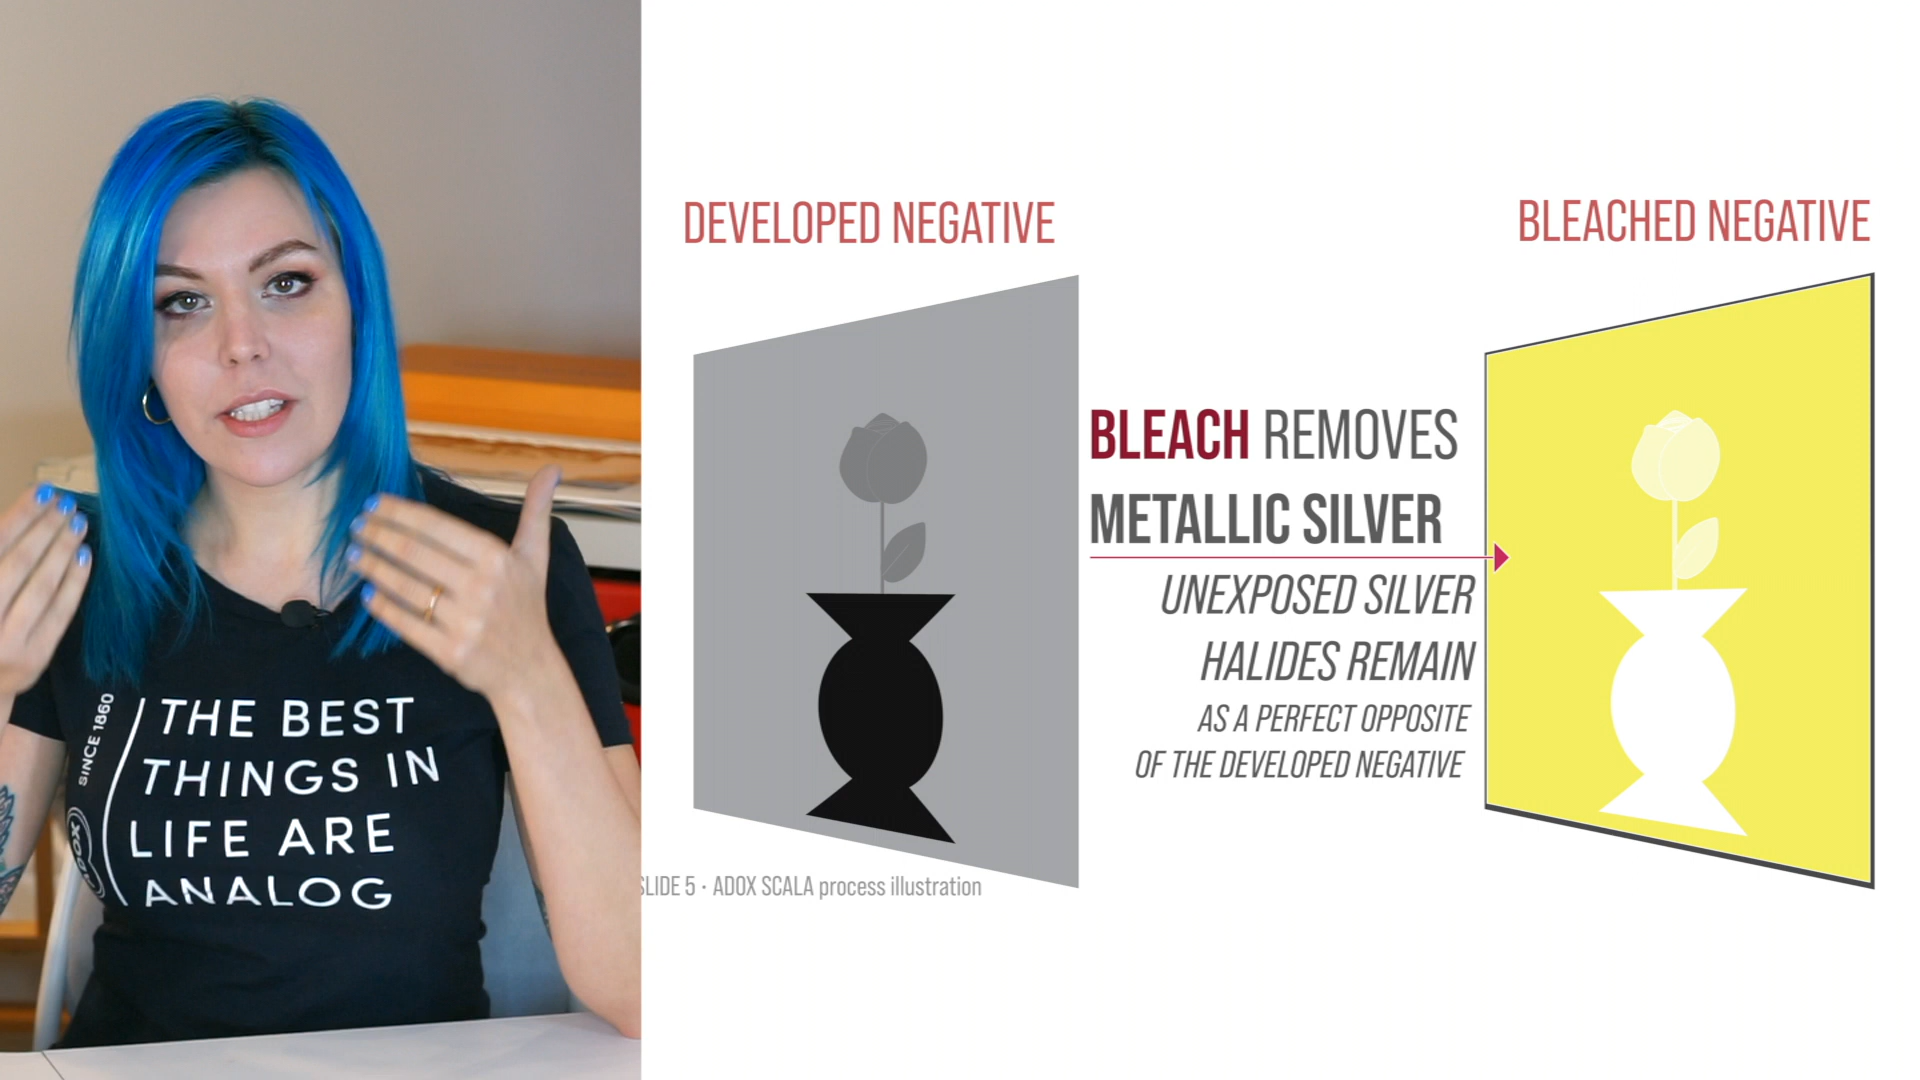 DEVELOPED NEGATIVE
BLEACHED NEGATIVE
BLEACH REMOVES
METALLIC SILVER
UNEXPOSED SILVER
HALIDES REMAIN
AS A PERFECT OPPOSITE
OF THE DEVELOPED NEGATIVE
SLIDE 5 · ADOX SCALA process illustration
SINCE 1860
ADOX
THE BEST
THINGS IN
LIFE ARE
ANALOG